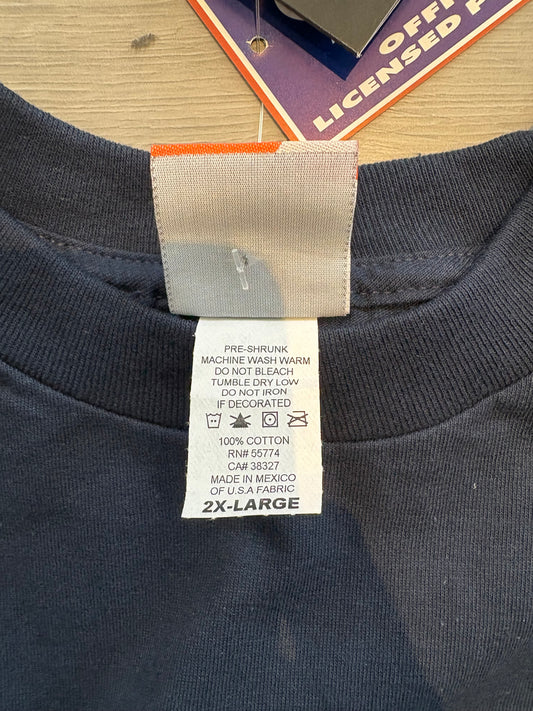 OFFI
LICENSED P
PRE-SHRUNK
MACHINE WASH WARM
DO NOT BLEACH
TUMBLE DRY LOW
DO NOT IRON
IF DECORATED
100% COTTON
RN# 55774
CA# 38327
MADE IN MEXICO
OF U.S.A FABRIC
2X-LARGE